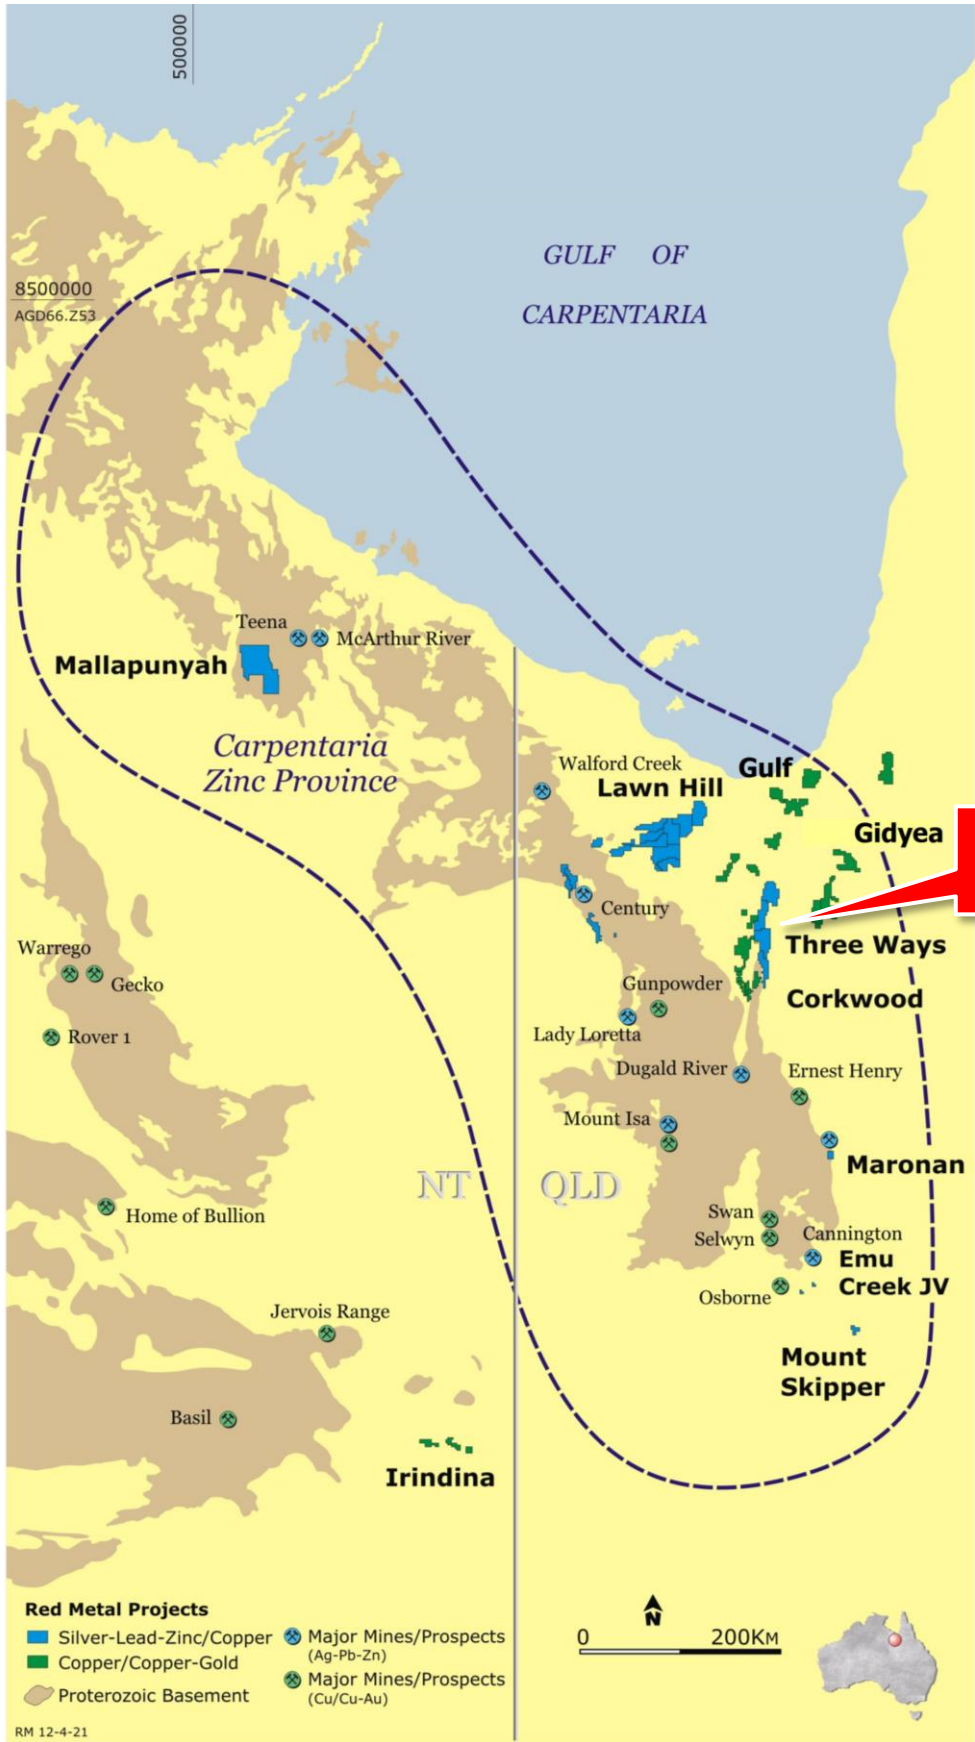 500000
GULF OF
CARPENTARIA
8500000
AGD66.Z53
Teena
McArthur River
Mallapunyah
Carpentaria
Zinc Province
Walford Creek
Lawn Hill
Gulf
Gidyea
Century
Three Ways
Corkwood
Warrego
Gecko
Rover 1
Gunpowder
Lady Loretta
Dugald River
Ernest Henry
Mount Isa
Maronan
NT
QLD
Home of Bullion
Swan
Selwyn
Cannington
Emu
Creek JV
Osborne
Jervois Range
Mount
Skipper
Basil
Irindina
Red Metal Projects
Silver-Lead-Zinc/Copper
Copper/Copper-Gold
Proterozoic Basement
Major Mines/Prospects
(Ag-Pb-Zn)
Major Mines/Prospects
(Cu/Cu-Au)
N
0 200KM
RM 12-4-21